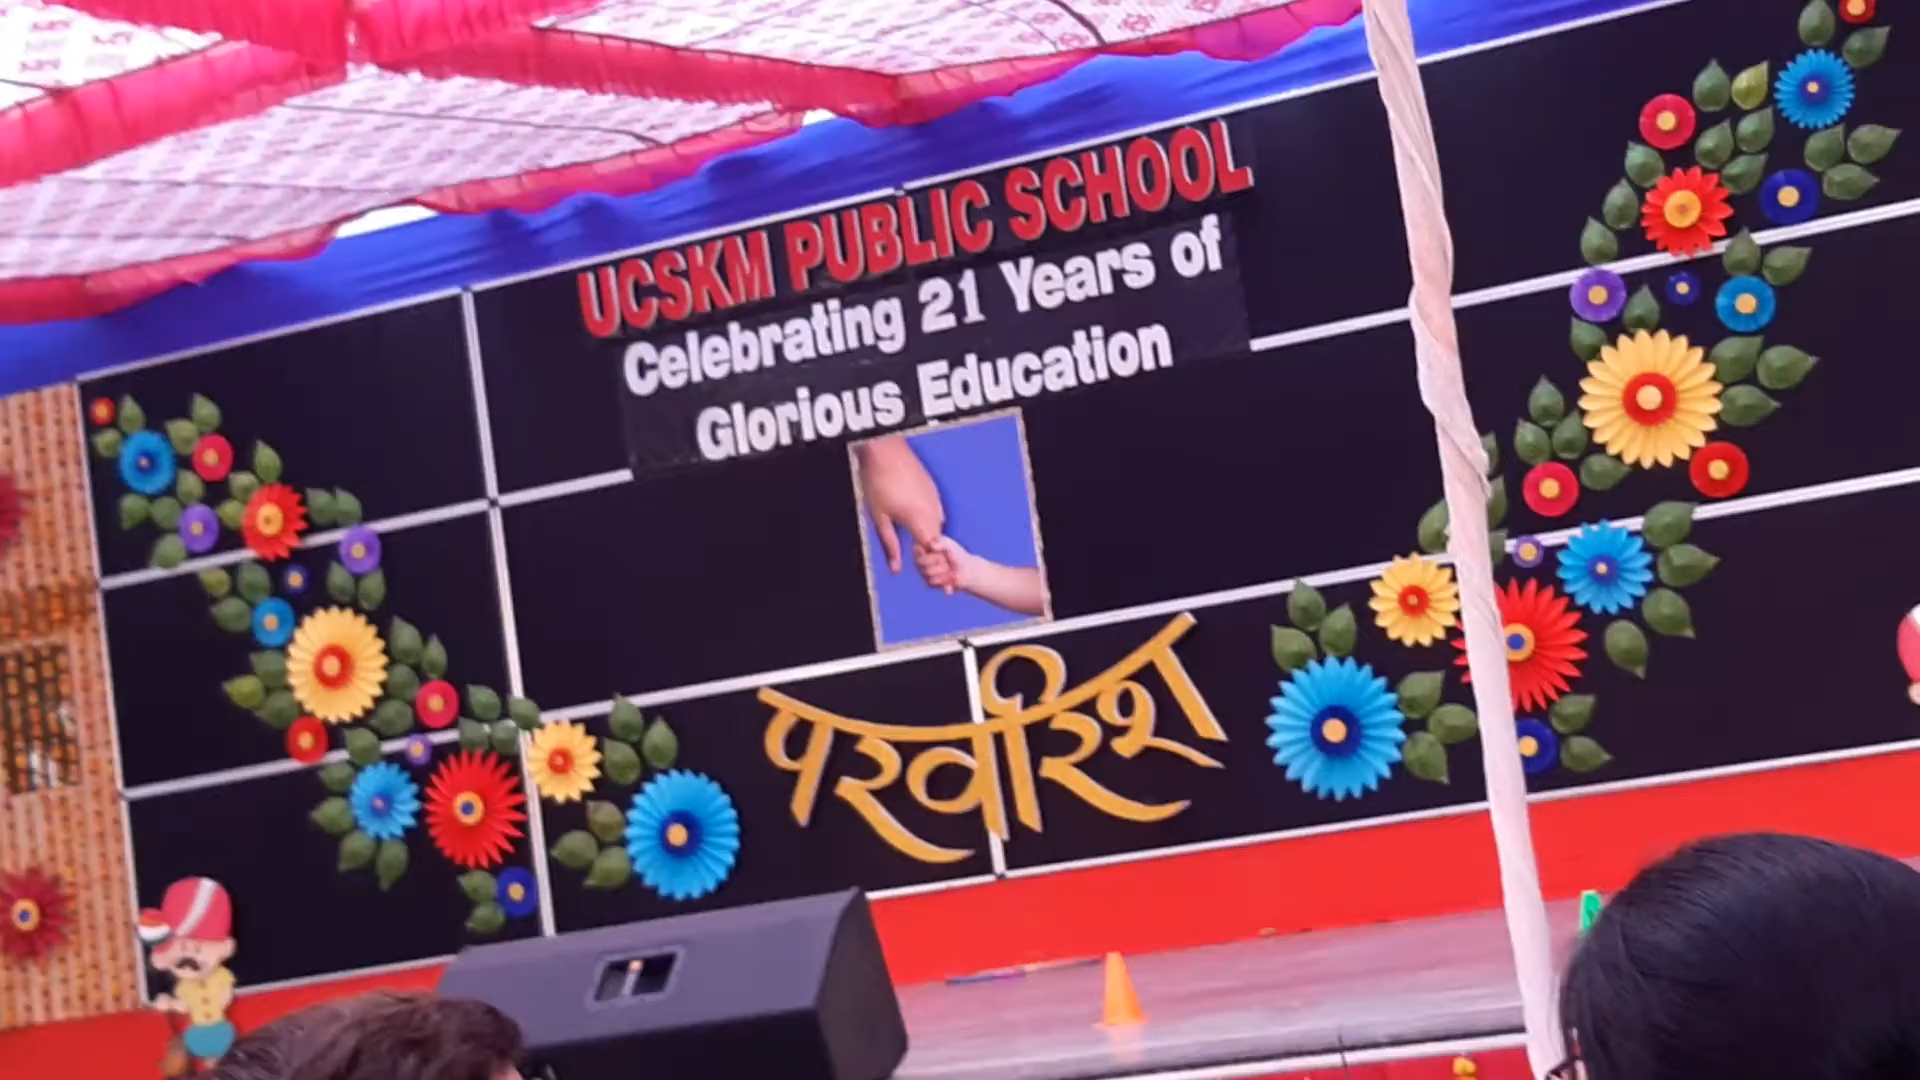 UCSKM PUBLIC SCHOOL
Celebrating 21 Years of
Glorious Education
परवरिश